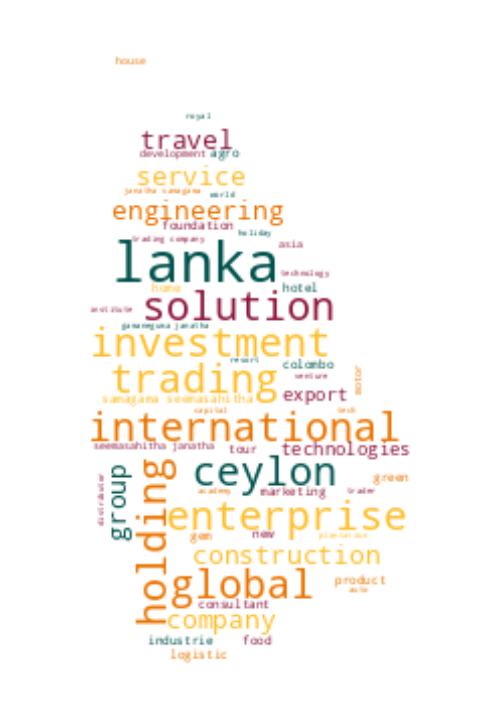 house
royal
travel
development agro
service
janatha samagama world
engineering
foundation
trading company holiday
asia
lanka
technology
home hotel
institute solution
gamameguma janatha
investment
resort colombo
trading venture motor
samagama seemasahitha export
capital tech
international
seemasahitha janatha tour technologies
group holding ceylon
green
distributor academy marketing trader
enterprise
gem new plantation
construction
global product
auto
consultant
company
industrie food
logistic